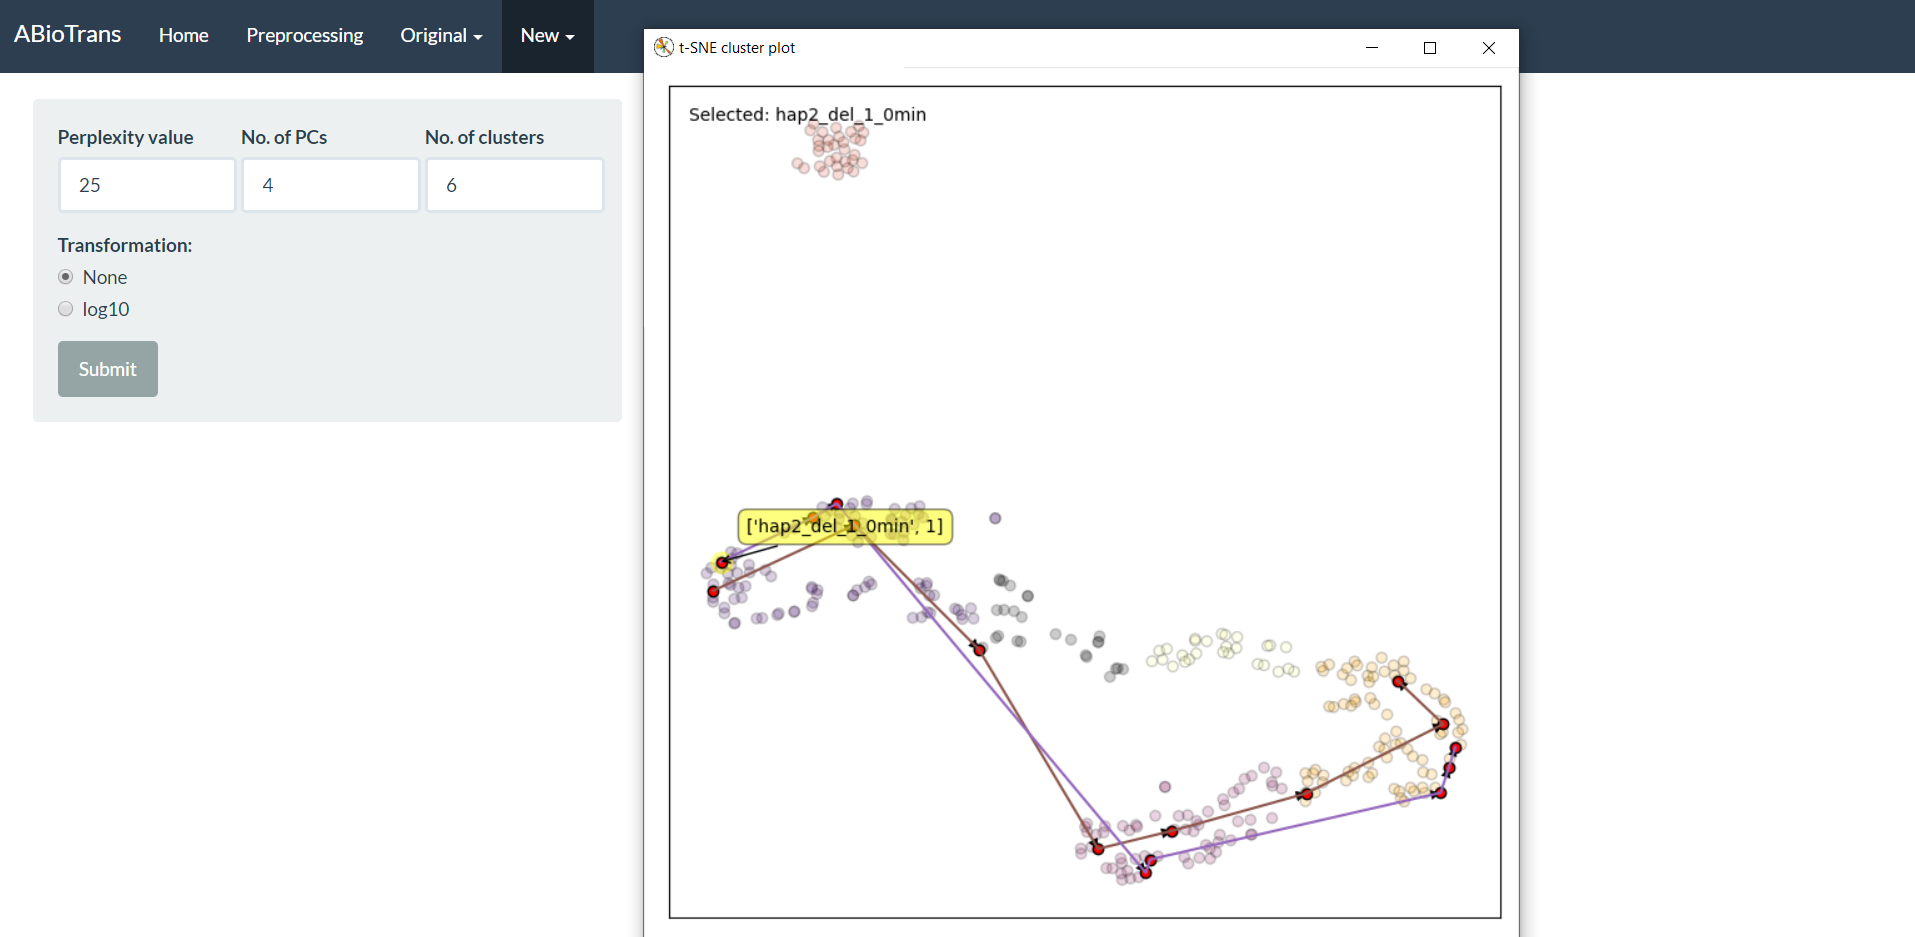 ABioTrans Home Preprocessing Original New
t-SNE cluster plot
Perplexity value No. of PCs No. of clusters
25 4 6
Transformation:
None
log10
Submit
Selected: hap2_del_1_0min
['hap2_del_1_0min', 1]